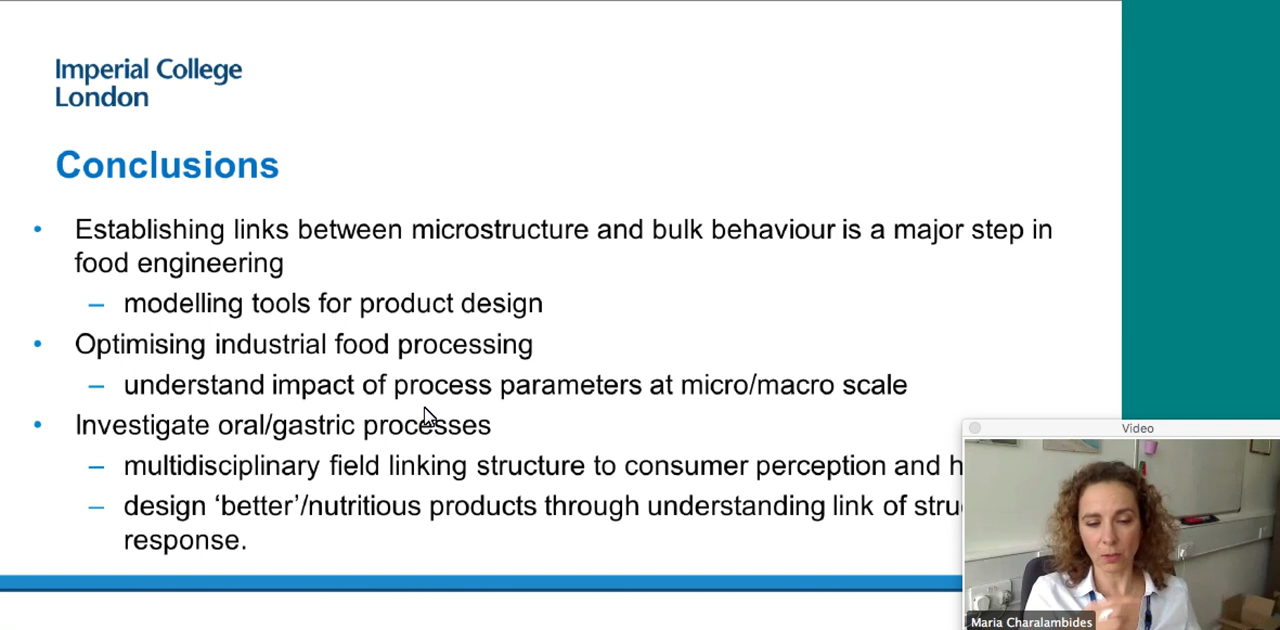 Imperial College
London
Conclusions
• Establishing links between microstructure and bulk behaviour is a major step in
food engineering
– modelling tools for product design
• Optimising industrial food processing
– understand impact of process parameters at micro/macro scale
• Investigate oral/gastric processes
– multidisciplinary field linking structure to consumer perception and
– design ‘better’/nutritious products through understanding link of
response.
Video
Maria Charalambides